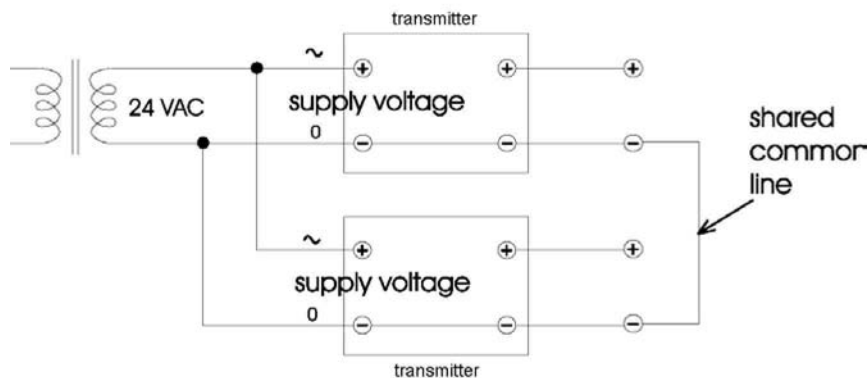 transmitter
∼
24 VAC
supply voltage
0
shared
common
line
∼
supply voltage
0
transmitter